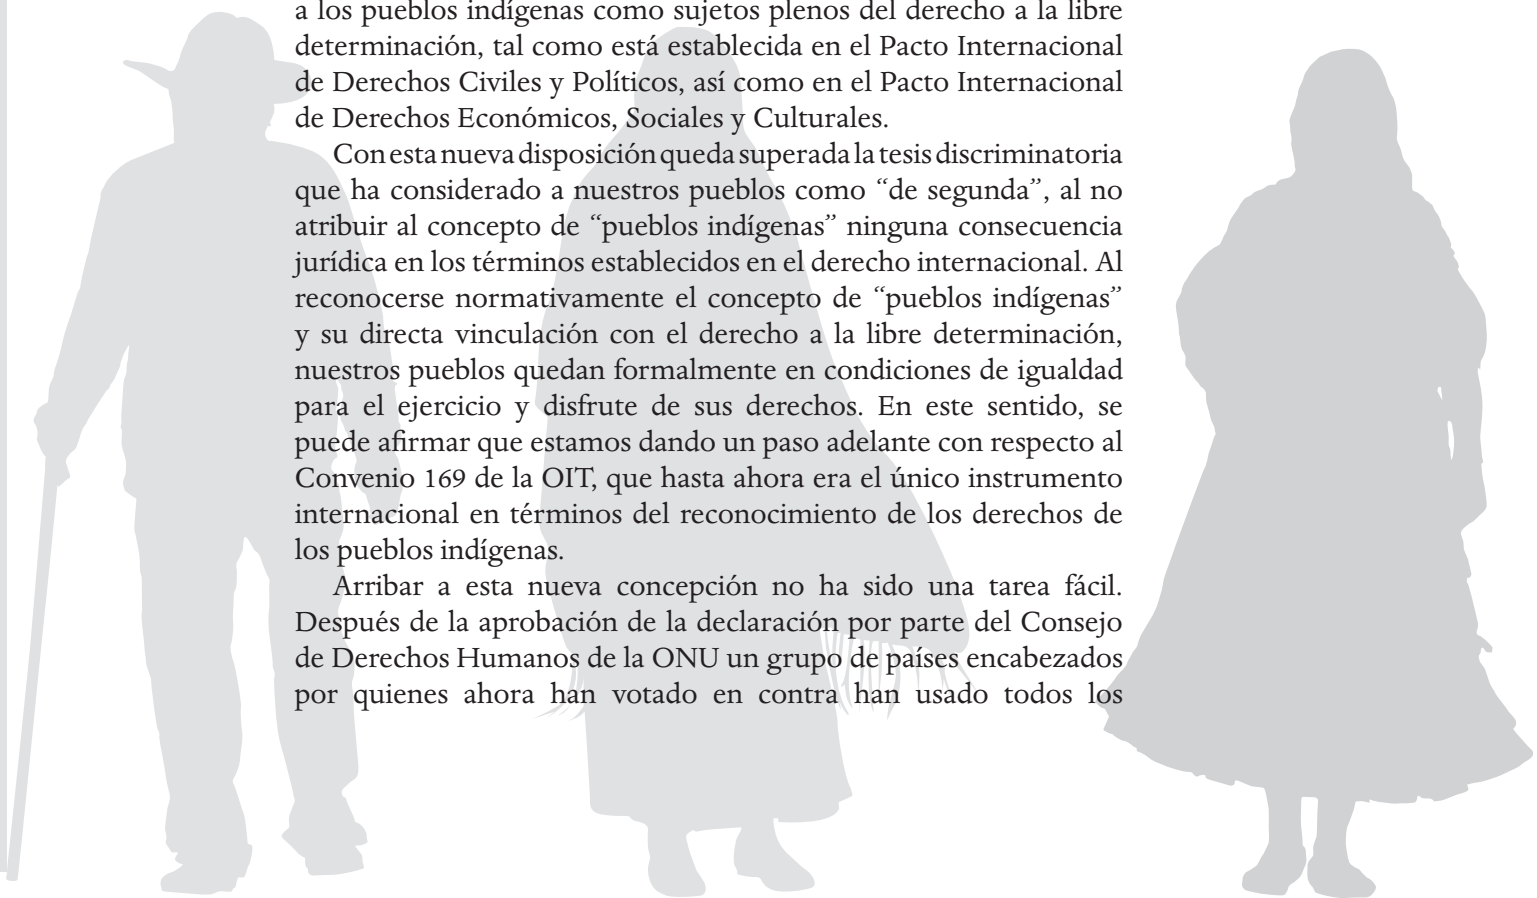 a los pueblos indígenas como sujetos plenos del derecho a la libre
determinación, tal como está establecida en el Pacto Internacional
de Derechos Civiles y Políticos, así como en el Pacto Internacional
de Derechos Económicos, Sociales y Culturales.
Con esta nueva disposición queda superada la tesis discriminatoria
que ha considerado a nuestros pueblos como “de segunda”, al no
atribuir al concepto de “pueblos indígenas” ninguna consecuencia
jurídica en los términos establecidos en el derecho internacional. Al
reconocerse normativamente el concepto de “pueblos indígenas”
y su directa vinculación con el derecho a la libre determinación,
nuestros pueblos quedan formalmente en condiciones de igualdad
para el ejercicio y disfrute de sus derechos. En este sentido, se
puede afirmar que estamos dando un paso adelante con respecto al
Convenio 169 de la OIT, que hasta ahora era el único instrumento
internacional en términos del reconocimiento de los derechos de
los pueblos indígenas.
Arribar a esta nueva concepción no ha sido una tarea fácil.
Después de la aprobación de la declaración por parte del Consejo
de Derechos Humanos de la ONU un grupo de países encabezados
por quienes ahora han votado en contra han usado todos los